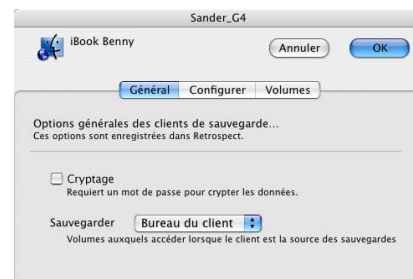 Sander_G4
iBook Benny
Annuler
OK
Général
Configurer
Volumes
Options générales des clients de sauvegarde...
Ces options sont enregistrées dans Retrospect.
Cryptage
Requiert un mot de passe pour crypter les données.
Sauvegarder
Bureau du client
Volumes auxquels accéder lorsque le client est la source des sauvegardes